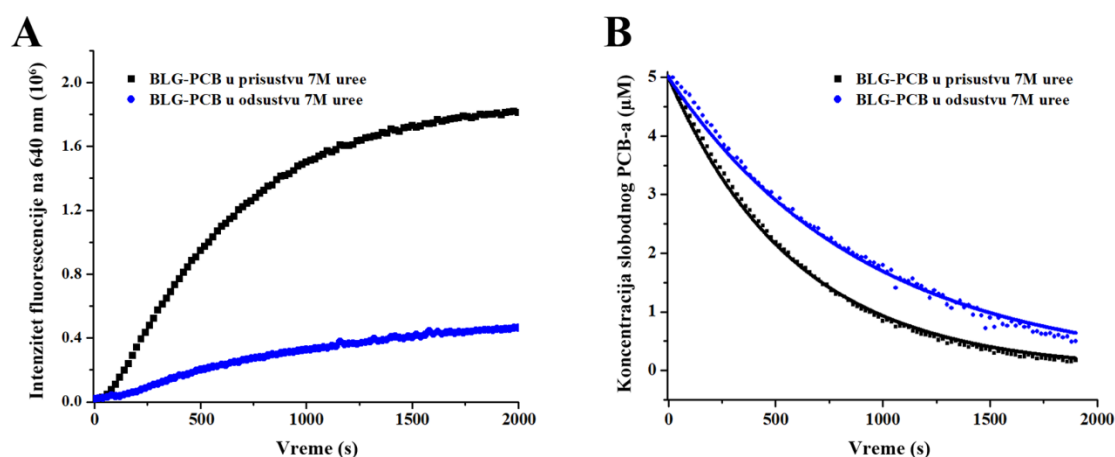 A
Intenzitet fluorescencije na 640 nm (10⁶)
BLG-PCB u prisustvu 7M uree
BLG-PCB u odsustvu 7M uree
2.0
1.6
1.2
0.8
0.4
0.0
0 500 1000 1500 2000
Vreme (s)
B
Koncentracija slobodnog PCB-a (µM)
BLG-PCB u prisustvu 7M uree
BLG-PCB u odsustvu 7M uree
5
4
3
2
1
0
0 500 1000 1500 2000
Vreme (s)